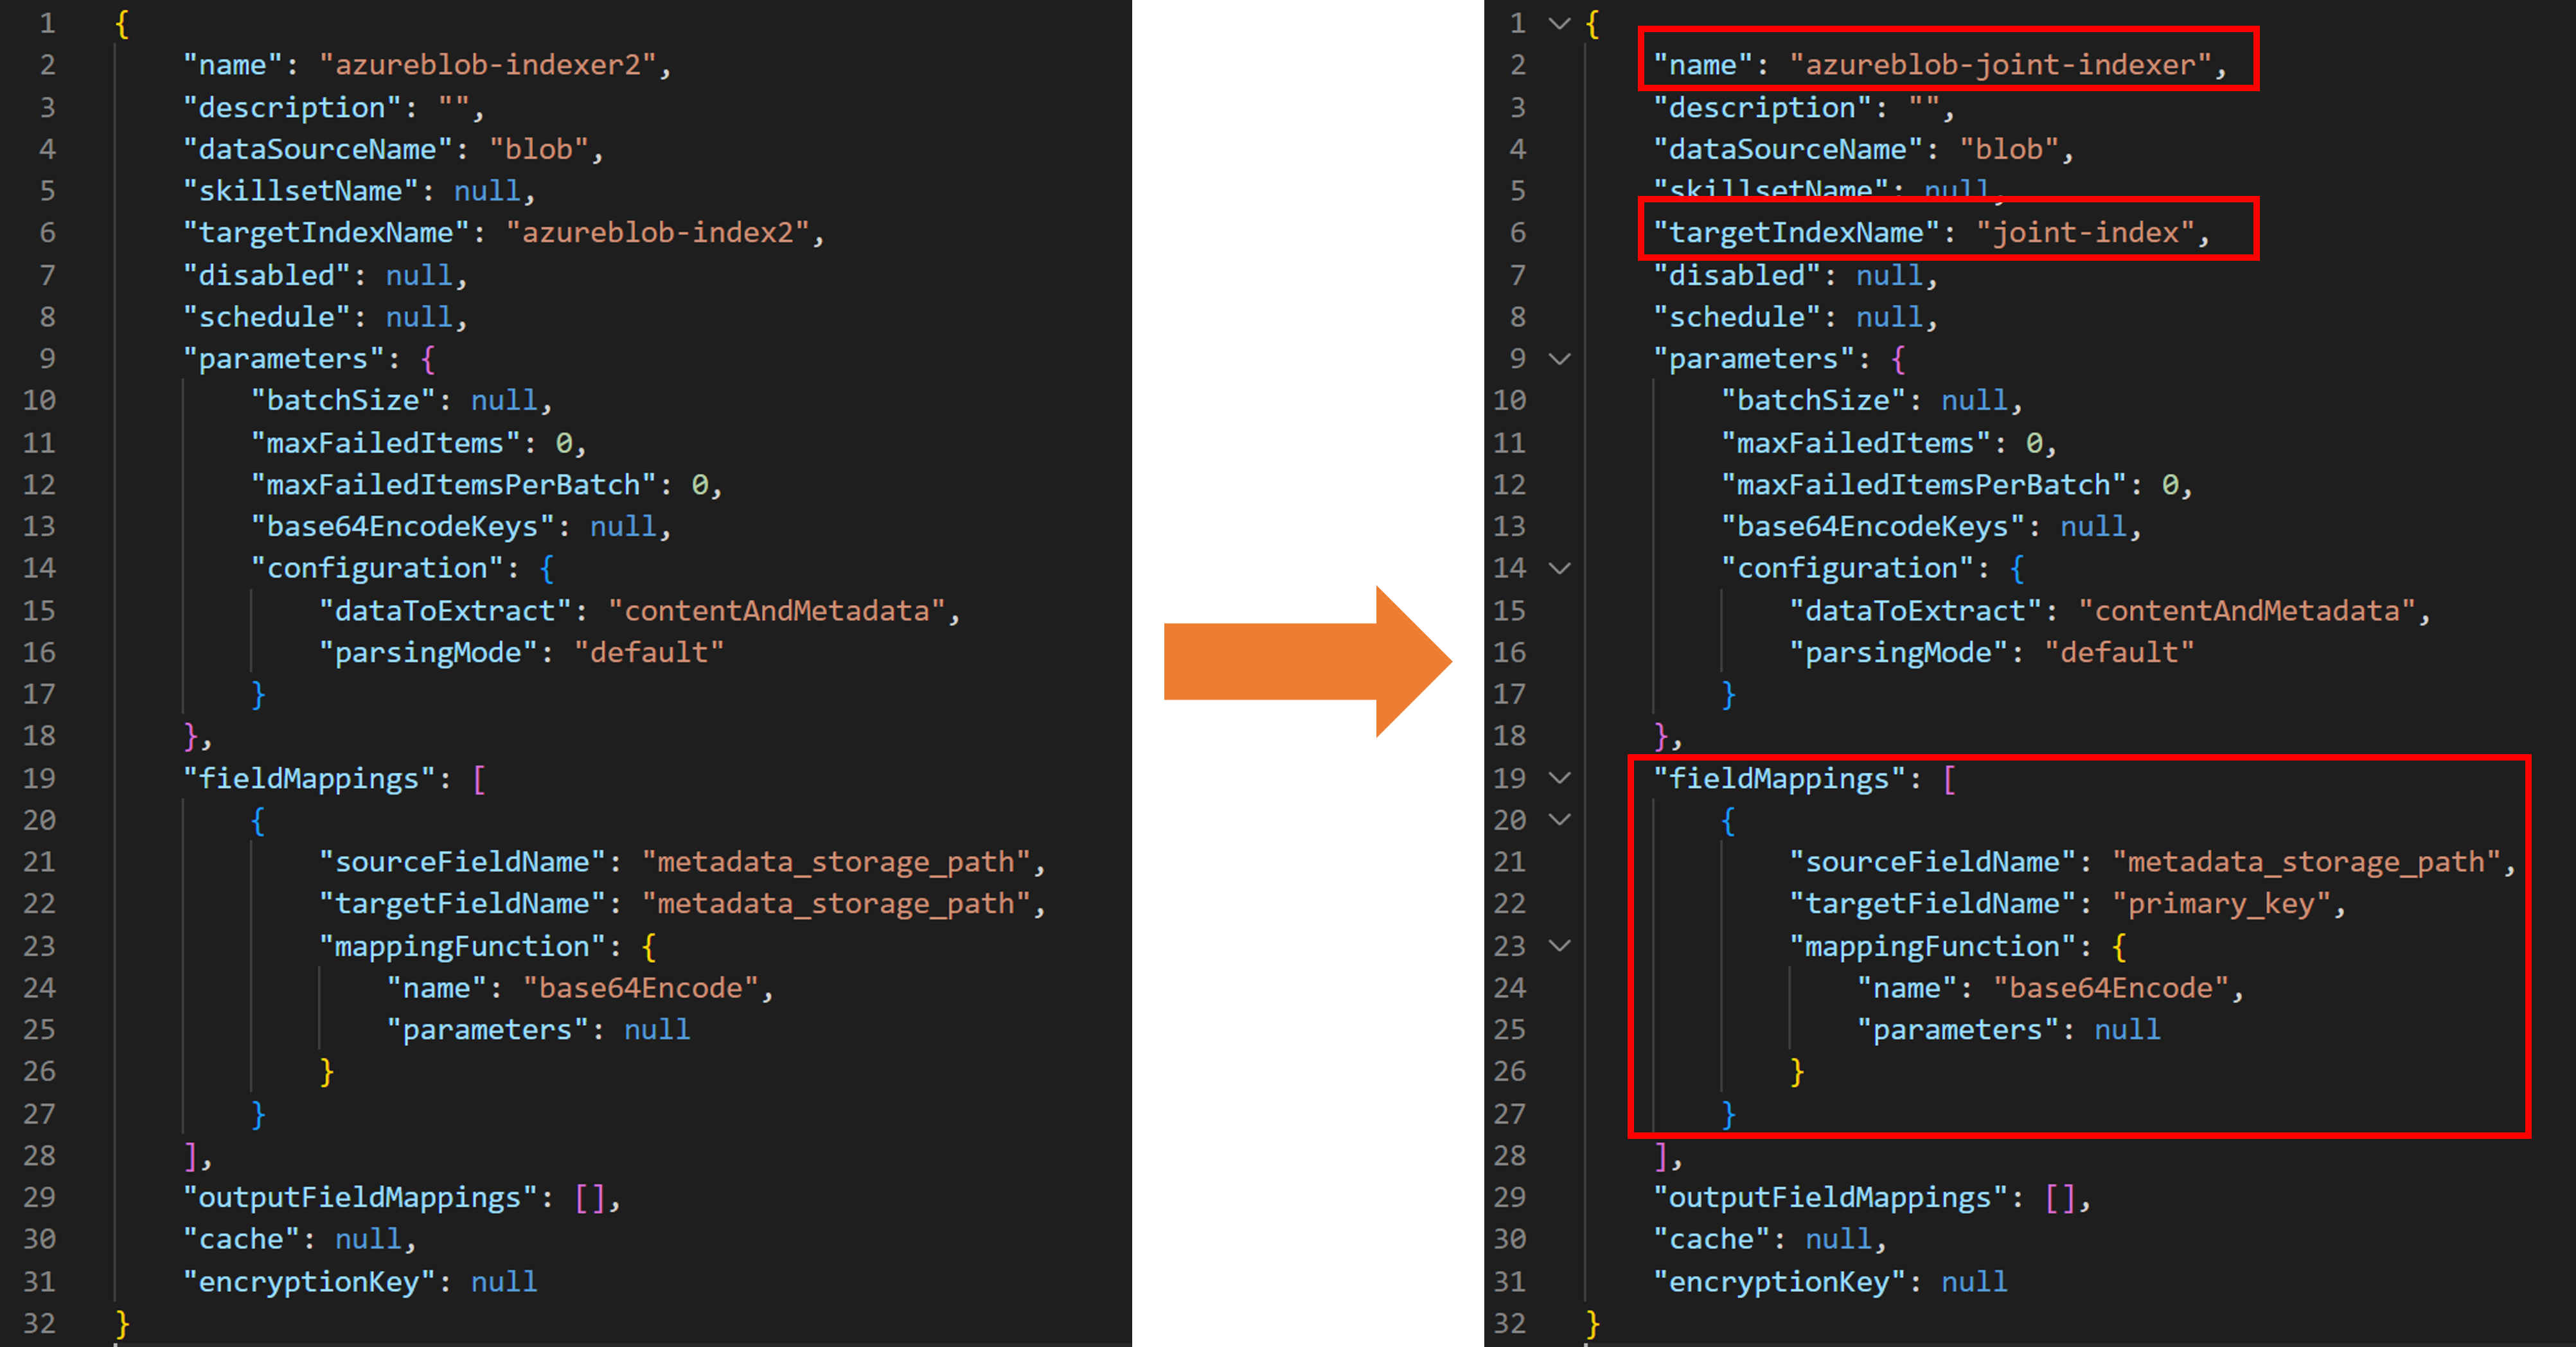 1 {
2 "name": "azureblob-indexer2",
3 "description": "",
4 "dataSourceName": "blob",
5 "skillsetName": null,
6 "targetIndexName": "azureblob-index2",
7 "disabled": null,
8 "schedule": null,
9 "parameters": {
10 "batchSize": null,
11 "maxFailedItems": 0,
12 "maxFailedItemsPerBatch": 0,
13 "base64EncodeKeys": null,
14 "configuration": {
15 "dataToExtract": "contentAndMetadata",
16 "parsingMode": "default"
17 }
18 },
19 "fieldMappings": [
20 {
21 "sourceFieldName": "metadata_storage_path",
22 "targetFieldName": "metadata_storage_path",
23 "mappingFunction": {
24 "name": "base64Encode",
25 "parameters": null
26 }
27 }
28 ],
29 "outputFieldMappings": [],
30 "cache": null,
31 "encryptionKey": null
32 }
1 {
2 "name": "azureblob-joint-indexer",
3 "description": "",
4 "dataSourceName": "blob",
5 "skillsetName": null,
6 "targetIndexName": "joint-index",
7 "disabled": null,
8 "schedule": null,
9 "parameters": {
10 "batchSize": null,
11 "maxFailedItems": 0,
12 "maxFailedItemsPerBatch": 0,
13 "base64EncodeKeys": null,
14 "configuration": {
15 "dataToExtract": "contentAndMetadata",
16 "parsingMode": "default"
17 }
18 },
19 "fieldMappings": [
20 {
21 "sourceFieldName": "metadata_storage_path",
22 "targetFieldName": "primary_key",
23 "mappingFunction": {
24 "name": "base64Encode",
25 "parameters": null
26 }
27 }
28 ],
29 "outputFieldMappings": [],
30 "cache": null,
31 "encryptionKey": null
32 }